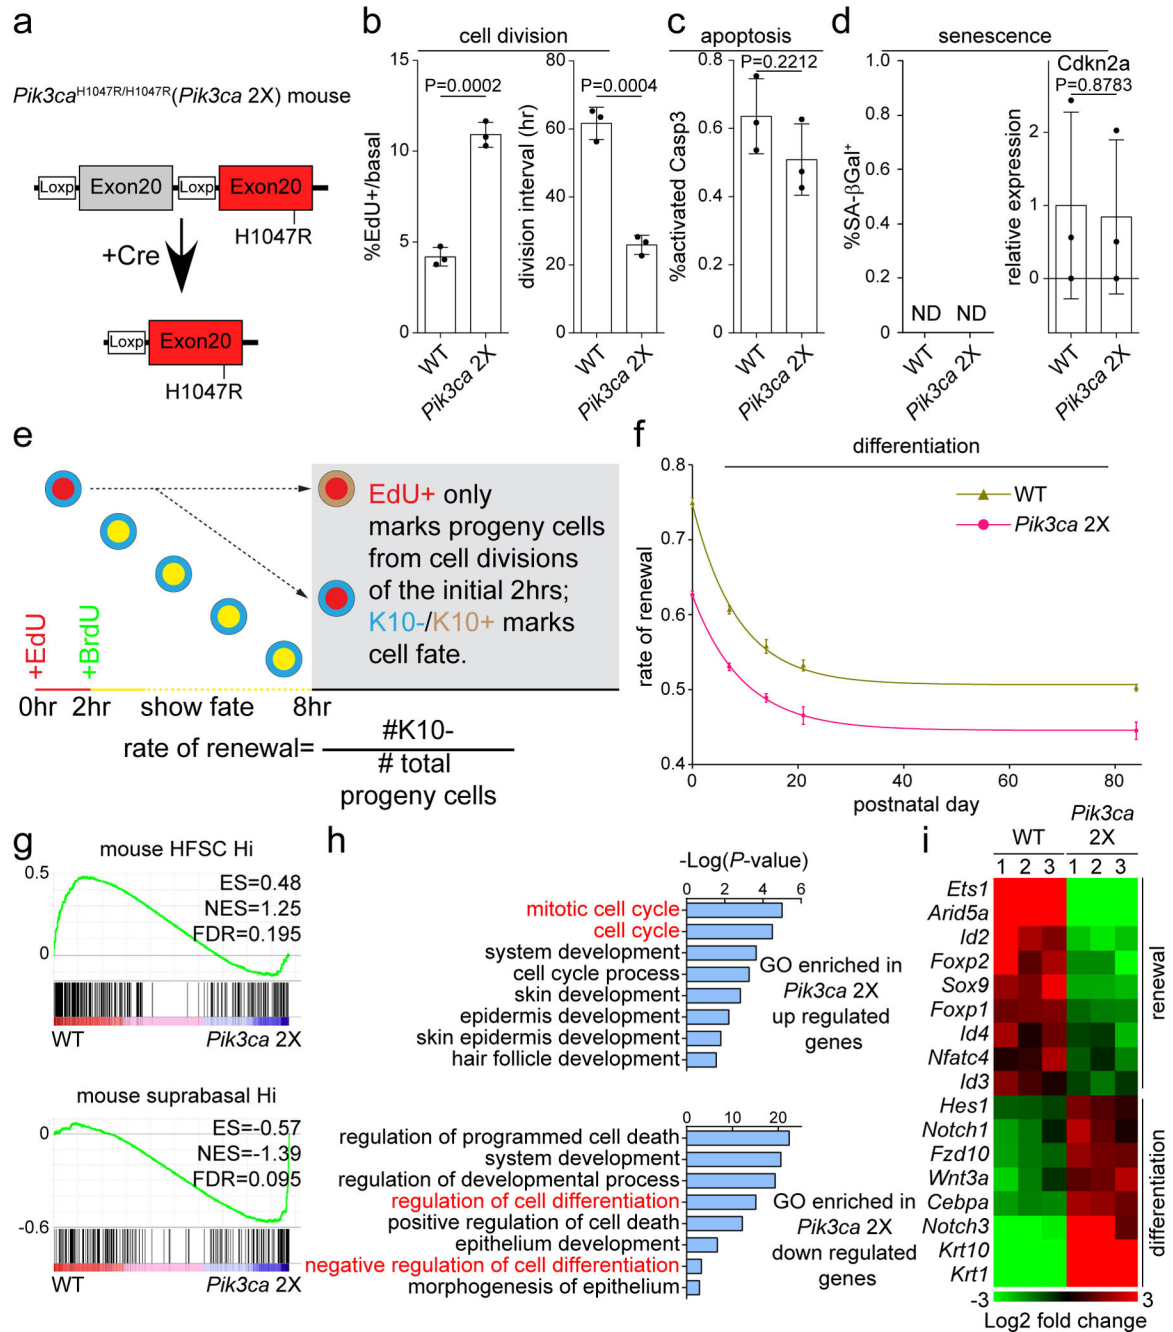 a
Pik3caH1047R/H1047R(Pik3ca 2X) mouse
Loxp
Exon20
Loxp
Exon20
H1047R
+Cre
Loxp
Exon20
H1047R
b
cell division
%EdU+/basal
15
10
5
0
P=0.0002
WT
Pik3ca 2X
division interval (hr)
80
60
40
20
0
P=0.0004
WT
Pik3ca 2X
c
apoptosis
%activated Casp3
0.8
0.6
0.4
0.2
0
P=0.2212
WT
Pik3ca 2X
d
senescence
%SA-βGal+
1.0
0.8
0.6
0.4
0.2
0
ND
ND
WT
Pik3ca 2X
Cdkn2a
P=0.8783
relative expression
2
1
0
WT
Pik3ca 2X
e
EdU+ only
marks progeny cells
from cell divisions
of the initial 2hrs;
K10-/K10+ marks
cell fate.
+EdU
+BrdU
0hr
2hr
show fate
8hr
rate of renewal=
#K10-
# total
progeny cells
f
differentiation
rate of renewal
0.8
0.7
0.6
0.5
0.4
WT
Pik3ca 2X
0
20
40
60
80
postnatal day
g
mouse HFSC Hi
0.5
0
ES=0.48
NES=1.25
FDR=0.195
WT
Pik3ca 2X
mouse suprabasal Hi
0
-0.6
ES=-0.57
NES=-1.39
FDR=0.095
WT
Pik3ca 2X
h
-Log(P-value)
0
2
4
6
mitotic cell cycle
cell cycle
system development
cell cycle process
skin development
epidermis development
skin epidermis development
hair follicle development
GO enriched in
Pik3ca 2X
up regulated
genes
0
10
20
regulation of programmed cell death
system development
regulation of developmental process
regulation of cell differentiation
positive regulation of cell death
epithelium development
negative regulation of cell differentiation
morphogenesis of epithelium
GO enriched in
Pik3ca 2X
down regulated
genes
i
WT
Pik3ca
2X
1 2 3 1 2 3
Ets1
Arid5a
Id2
Foxp2
Sox9
Foxp1
Id4
Nfatc4
Id3
Hes1
Notch1
Fzd10
Wnt3a
Cebpa
Notch3
Krt10
Krt1
renewal
differentiation
-3
3
Log2 fold change